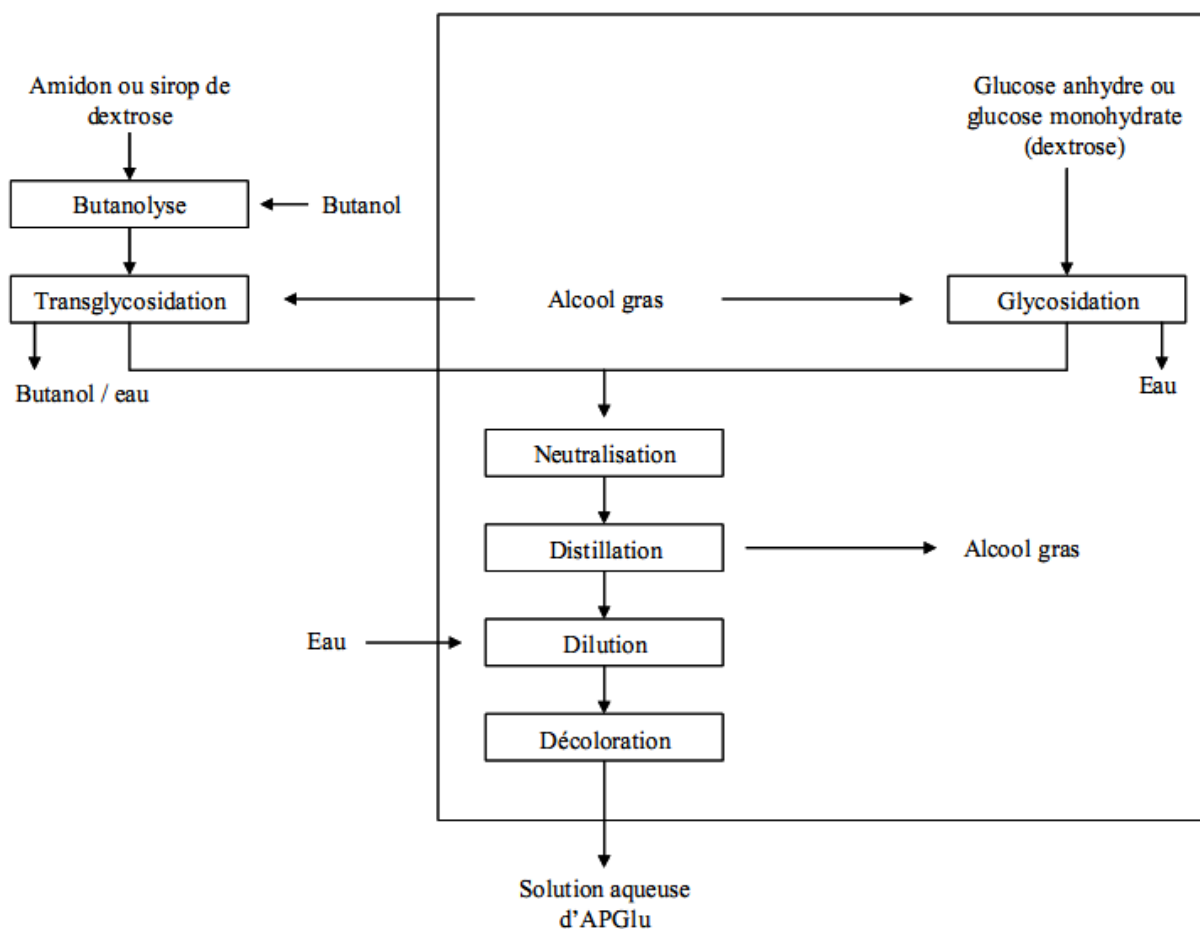 Amidon ou sirop de
dextrose
Glucose anhydre ou
glucose monohydrate
(dextrose)
Butanolyse
Butanol
Transglycosidation
Alcool gras
Glycosidation
Butanol / eau
Eau
Neutralisation
Distillation
Alcool gras
Eau
Dilution
Décoloration
Solution aqueuse
d'APGlu